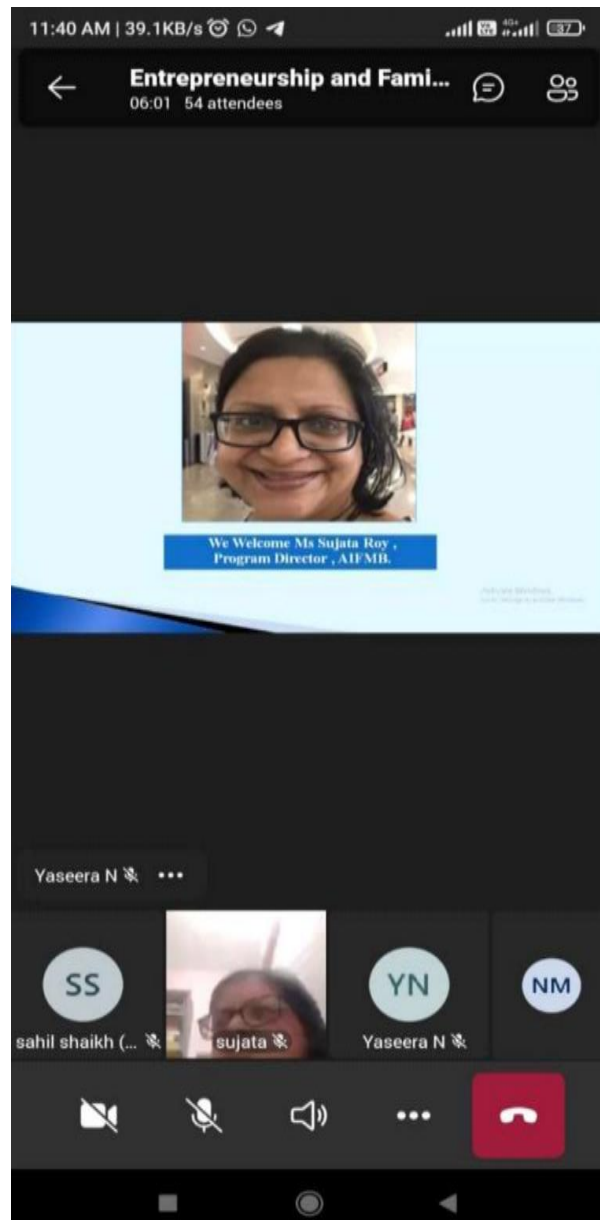 11:40 AM | 39.1KB/s
37
Entrepreneurship and Fami...
06:01 54 attendees
We Welcome Ms Sujata Roy ,
Program Director , AIFMB.
Yaseera N
SS
YN
NM
sahil shaikh (...
sujata
Yaseera N